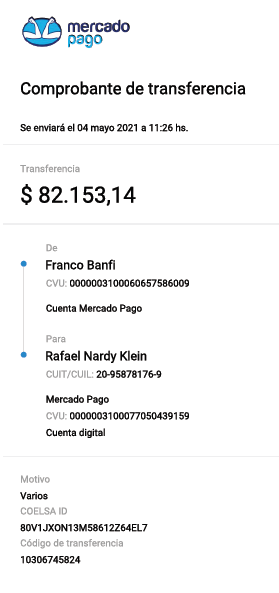 mercado
pago
Comprobante de transferencia
Se enviará el 04 mayo 2021 a 11:26 hs.
Transferencia
$ 82.153,14
De
Franco Banfi
CVU: 0000003100060657586009
Cuenta Mercado Pago
Para
Rafael Nardy Klein
CUIT/CUIL: 20-95878176-9
Mercado Pago
CVU: 0000003100077050439159
Cuenta digital
Motivo
Varios
COELSA ID
80V1JXON13M58612Z64EL7
Código de transferencia
10306745824